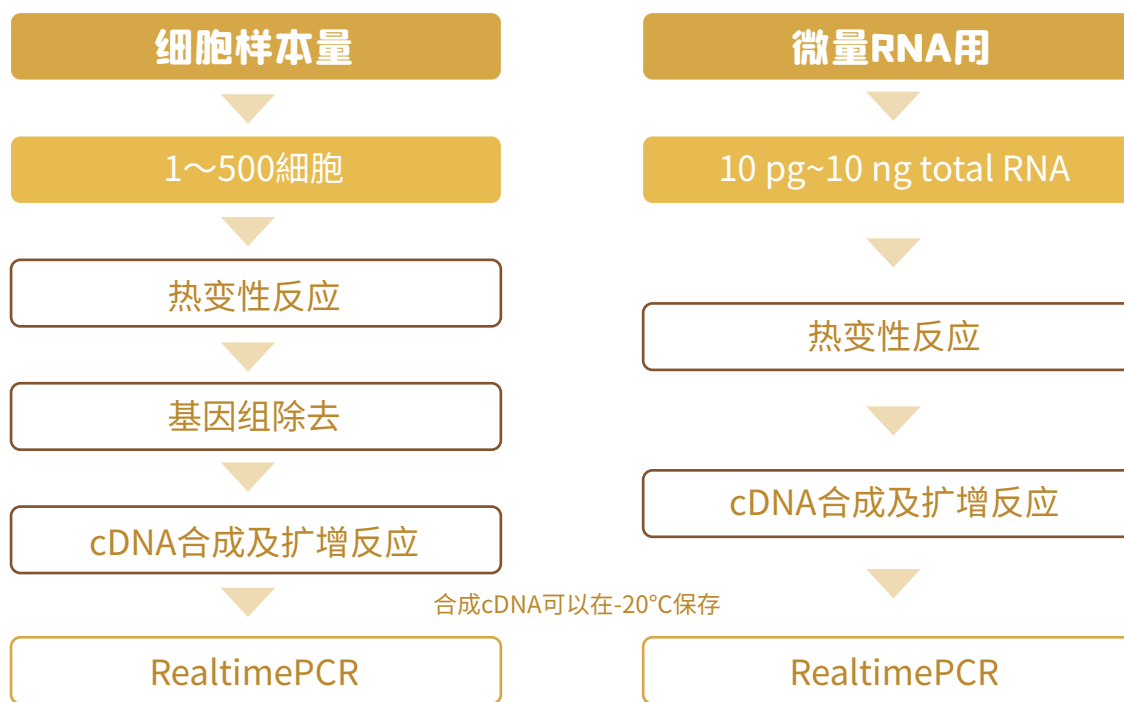 细胞样本量
1～500細胞
热变性反应
基因组除去
cDNA合成及扩增反应
RealtimePCR
微量RNA用
10 pg~10 ng total RNA
热变性反应
cDNA合成及扩增反应
合成cDNA可以在-20°C保存
RealtimePCR